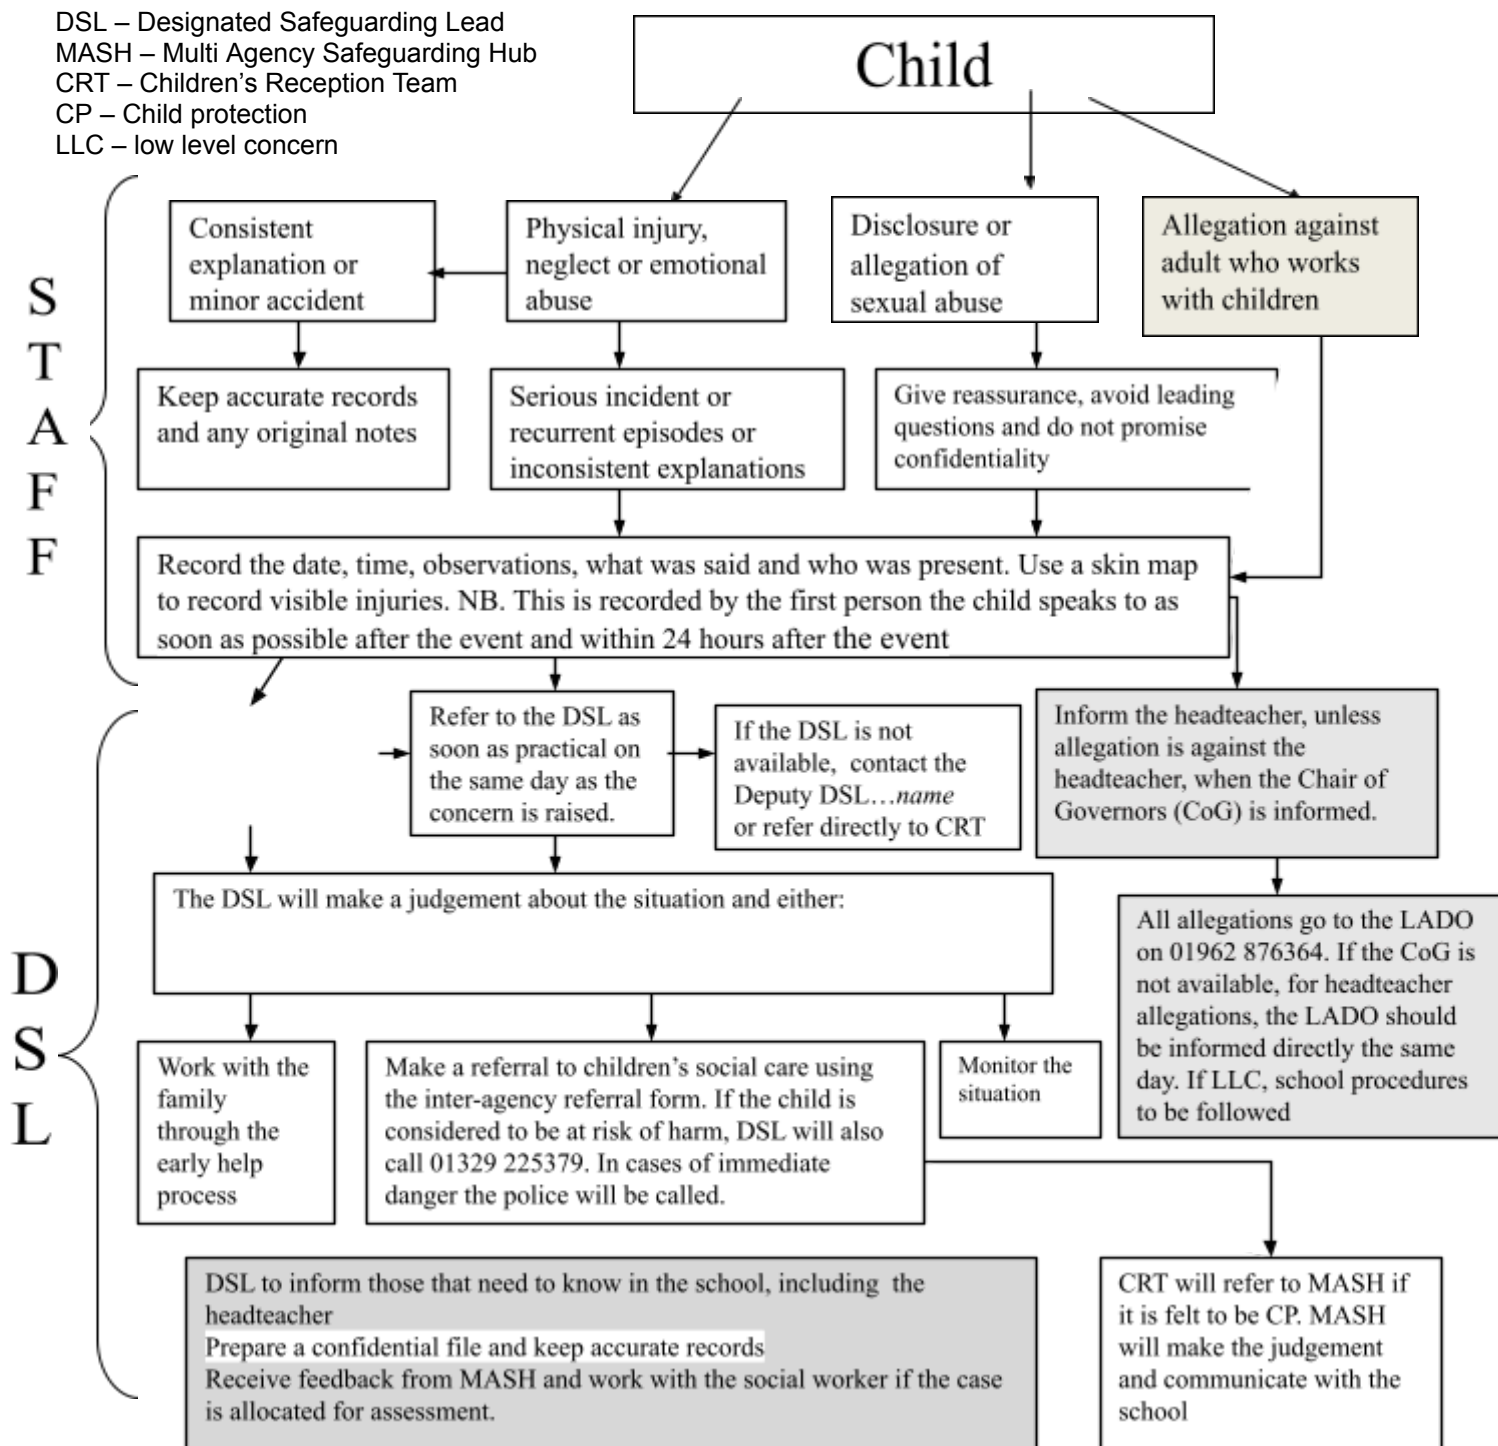 DSL – Designated Safeguarding Lead
MASH – Multi Agency Safeguarding Hub
CRT – Children’s Reception Team
CP – Child protection
LLC – low level concern
Child
S
T
A
F
F
Consistent
explanation or
minor accident
Physical injury,
neglect or emotional
abuse
Disclosure or
allegation of
sexual abuse
Allegation against
adult who works
with children
Keep accurate records
and any original notes
Serious incident or
recurrent episodes or
inconsistent explanations
Give reassurance, avoid leading
questions and do not promise
confidentiality
Record the date, time, observations, what was said and who was present. Use a skin map
to record visible injuries. NB. This is recorded by the first person the child speaks to as
soon as possible after the event and within 24 hours after the event
D
S
L
Refer to the DSL as
soon as practical on
the same day as the
concern is raised.
If the DSL is not
available,  contact the
Deputy DSL…name
or refer directly to CRT
Inform the headteacher, unless
allegation is against the
headteacher, when the Chair of
Governors (CoG) is informed.
The DSL will make a judgement about the situation and either:
All allegations go to the LADO
on 01962 876364. If the CoG is
not available, for headteacher
allegations, the LADO should
be informed directly the same
day. If LLC, school procedures
to be followed
Work with the
family
through the
early help
process
Make a referral to children’s social care using
the inter-agency referral form. If the child is
considered to be at risk of harm, DSL will also
call 01329 225379. In cases of immediate
danger the police will be called.
Monitor the
situation
DSL to inform those that need to know in the school, including  the
headteacher
Prepare a confidential file and keep accurate records
Receive feedback from MASH and work with the social worker if the case
is allocated for assessment.
CRT will refer to MASH if
it is felt to be CP. MASH
will make the judgement
and communicate with the
school